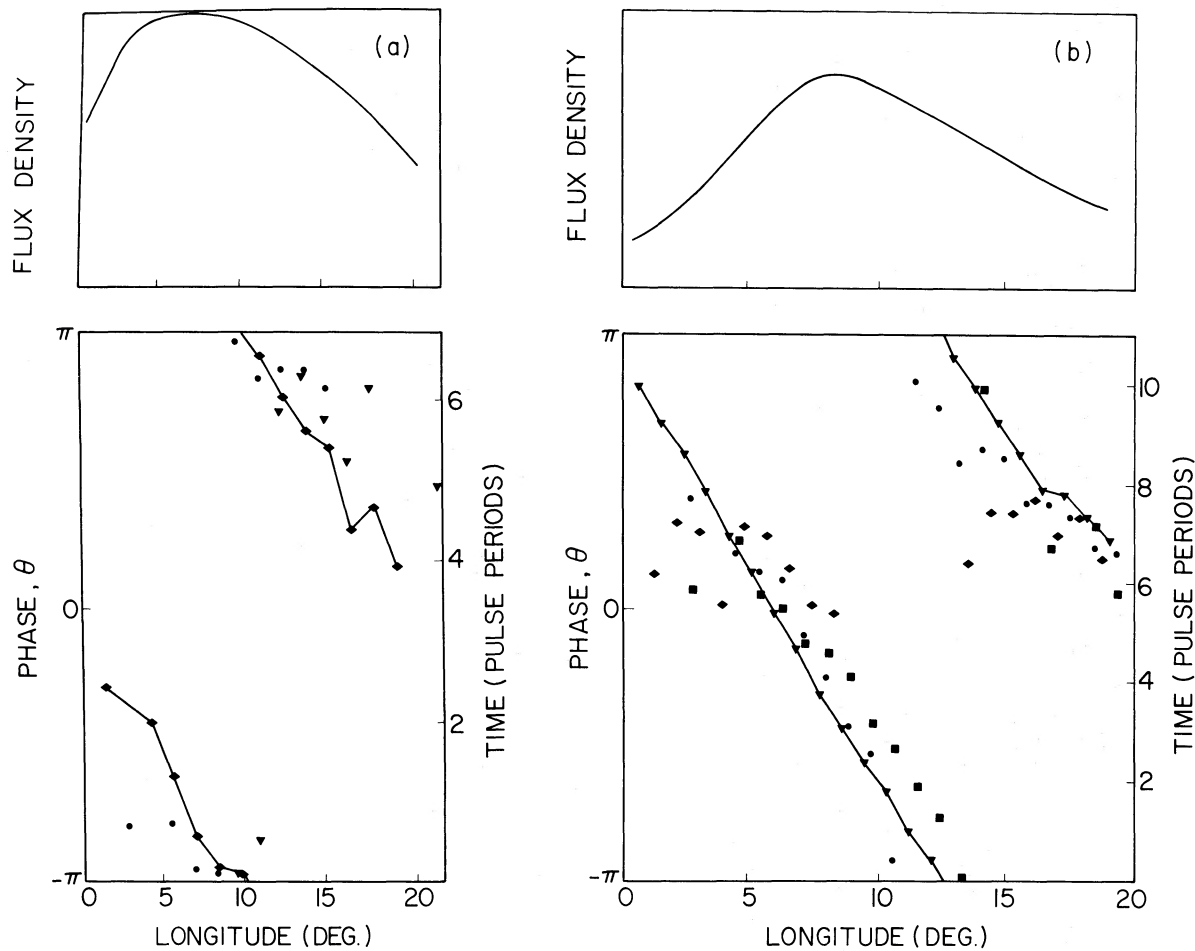 (a)
FLUX DENSITY
(b)
FLUX DENSITY
π
6
4
2
0
-π
PHASE, θ
TIME (PULSE PERIODS)
0 5 10 15 20
LONGITUDE (DEG.)
π
10
8
6
4
2
0
-π
PHASE, θ
TIME (PULSE PERIODS)
0 5 10 15 20
LONGITUDE (DEG.)